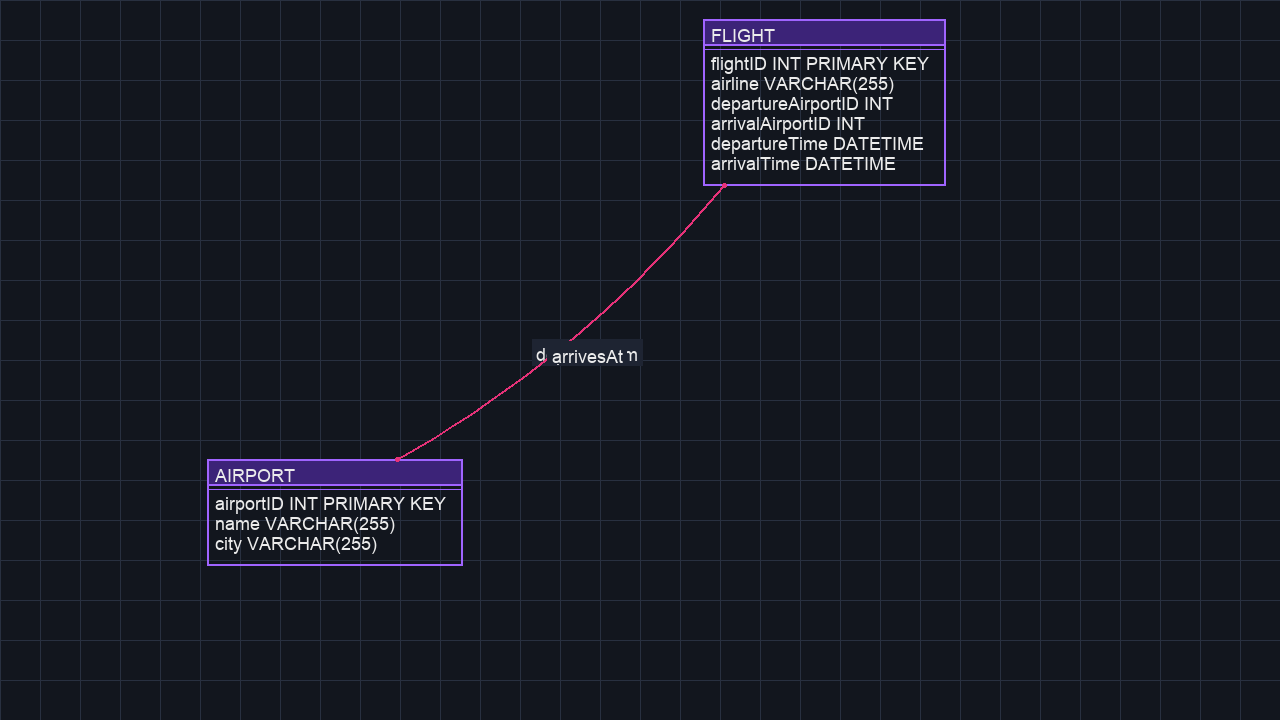 FLIGHT
flightID INT PRIMARY KEY
airline VARCHAR(255)
departureAirportID INT
arrivalAirportID INT
departureTime DATETIME
arrivalTime DATETIME
arrivesAt
AIRPORT
airportID INT PRIMARY KEY
name VARCHAR(255)
city VARCHAR(255)